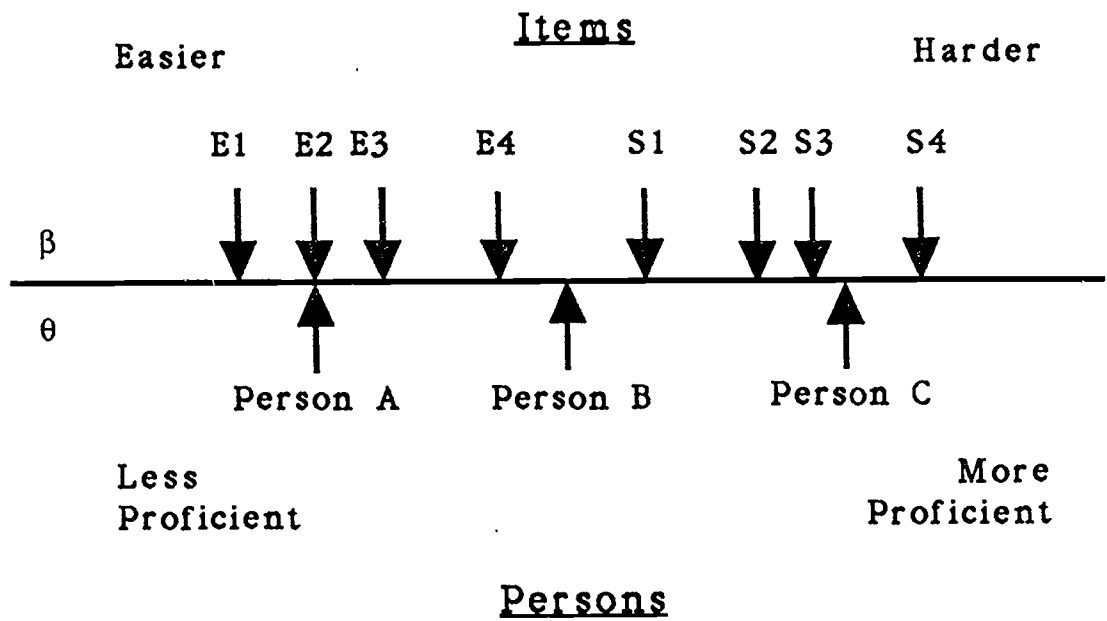 Items
Easier Harder
E1 E2 E3 E4 S1 S2 S3 S4
β
θ
Person A Person B Person C
Less More
Proficient Proficient
Persons